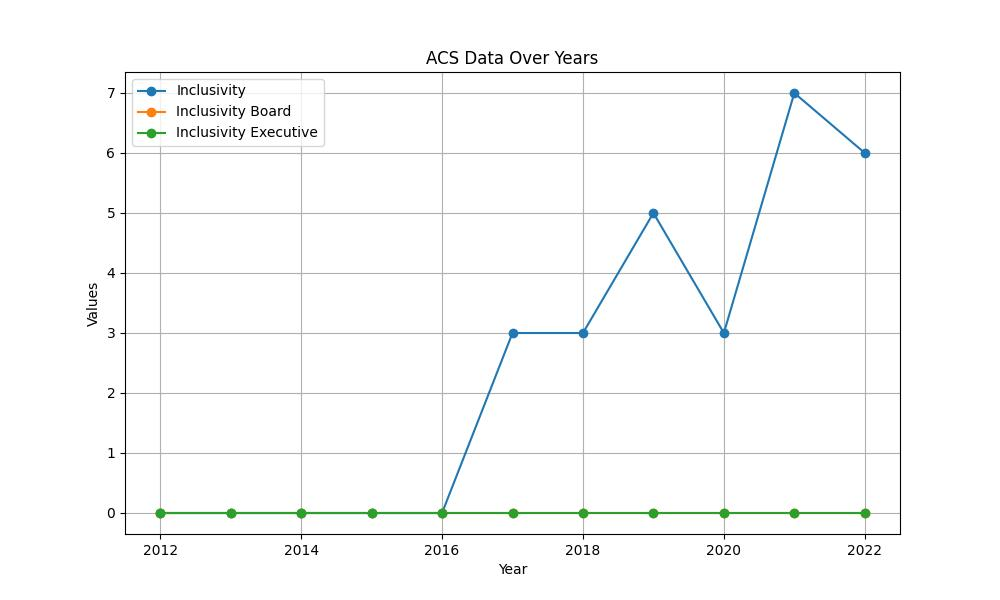 ACS Data Over Years
Inclusivity
Inclusivity Board
Inclusivity Executive
7
6
5
4
3
2
1
0
Values
2012 2014 2016 2018 2020 2022
Year